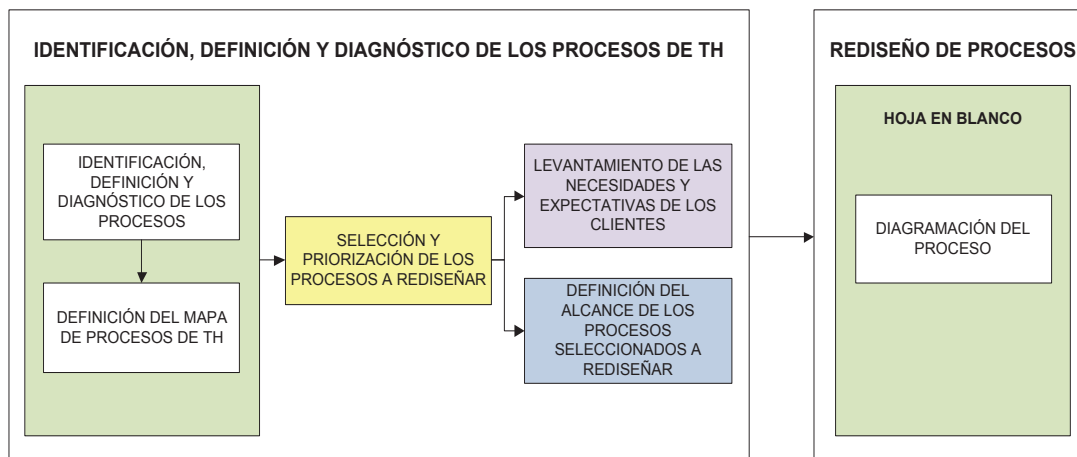 IDENTIFICACIÓN, DEFINICIÓN Y DIAGNÓSTICO DE LOS PROCESOS DE TH
IDENTIFICACIÓN,
DEFINICIÓN Y
DIAGNÓSTICO DE LOS
PROCESOS
DEFINICIÓN DEL MAPA
DE PROCESOS DE TH
SELECCIÓN Y
PRIORIZACIÓN DE LOS
PROCESOS A REDISEÑAR
LEVANTAMIENTO DE LAS
NECESIDADES Y
EXPECTATIVAS DE LOS
CLIENTES
DEFINICIÓN DEL
ALCANCE DE LOS
PROCESOS
SELECCIONADOS A
REDISEÑAR
REDISEÑO DE PROCESOS
HOJA EN BLANCO
DIAGRAMACIÓN DEL
PROCESO